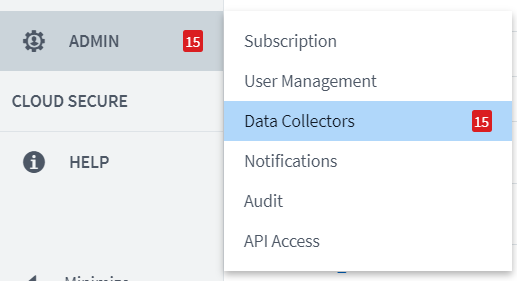 ADMIN 15
CLOUD SECURE
HELP
Minimize
Subscription
User Management
Data Collectors 15
Notifications
Audit
API Access